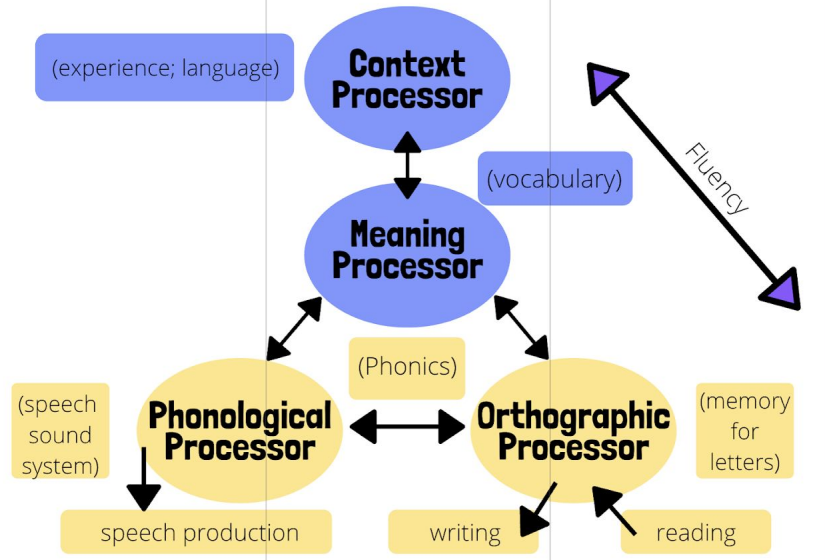 (experience; language)
Context
Processor
(vocabulary)
Fluency
Meaning
Processor
(Phonics)
(speech
sound
system)
Phonological
Processor
Orthographic
Processor
(memory
for
letters)
speech production
writing
reading